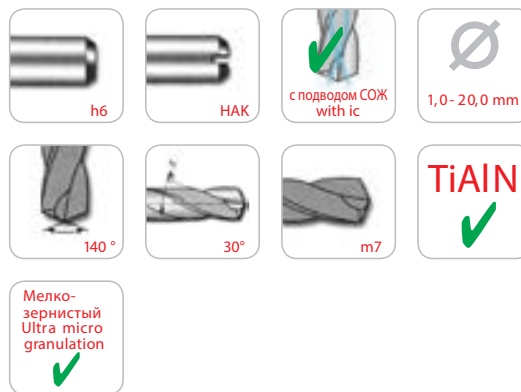 h6
HAK
с подводом СОЖ
with ic
1,0 - 20,0 mm
140 °
30°
m7
TiAlN
Мелко-
зернистый
Ultra micro
granulation